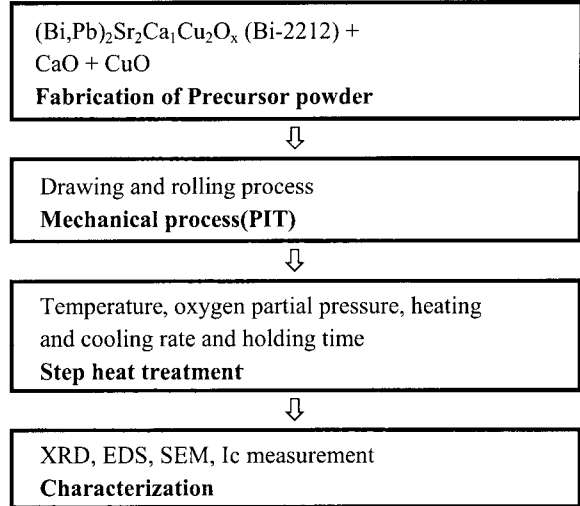 (Bi,Pb)₂Sr₂Ca₁Cu₂Oₓ (Bi-2212) +
CaO + CuO
Fabrication of Precursor powder
⇩
Drawing and rolling process
Mechanical process(PIT)
⇩
Temperature, oxygen partial pressure, heating
and cooling rate and holding time
Step heat treatment
⇩
XRD, EDS, SEM, Ic measurement
Characterization